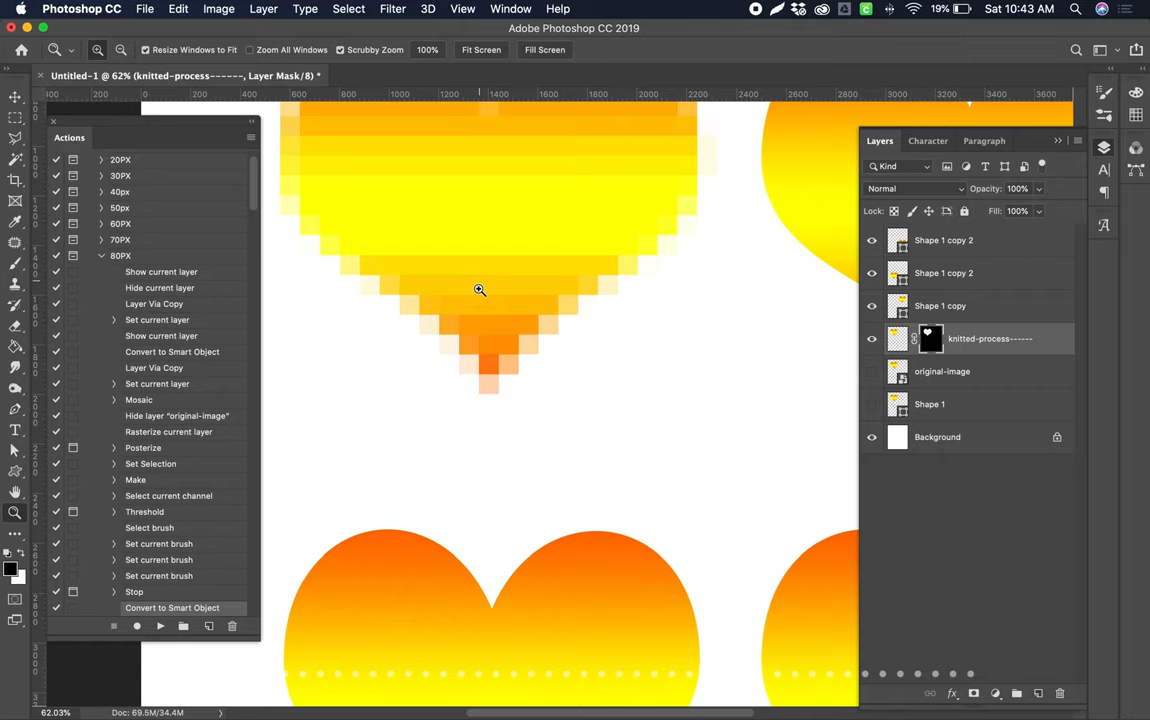 Photoshop CC File Edit Image Layer Type Select Filter 3D View Window Help 19% Sat 10:43 AM
Adobe Photoshop CC 2019
Resize Windows to Fit All Windows Scrubby Zoom 100% Fit Screen Fill Screen
Untitled-1 @ 62% (knitted-process------, Layer Mask/8) *
400 200 0 200 400 600 800 1000 1200 1400 1600 1800 2000 2200 2400 2600 2800 3000 3200 3400 3600
Actions
20PX
30PX
40px
50px
60PX
70PX
80PX
Show current layer
Hide current layer
Layer Via Copy
Set current layer
Show current layer
Convert to Smart Object
Layer Via Copy
Set current layer
Mosaic
Hide layer “original-image”
Rasterize current layer
Posterize
Set Selection
Make
Select current channel
Threshold
Select brush
Set current brush
Set current brush
Set current brush
Stop
Convert to Smart Object
Layers Character Paragraph
Kind
Normal Opacity: 100%
Lock: Fill: 100%
Shape 1 copy 2
Shape 1 copy 2
Shape 1 copy
knitted-process------
original-image
Shape 1
Background
62.03% Doc: 69.5M/34.4M